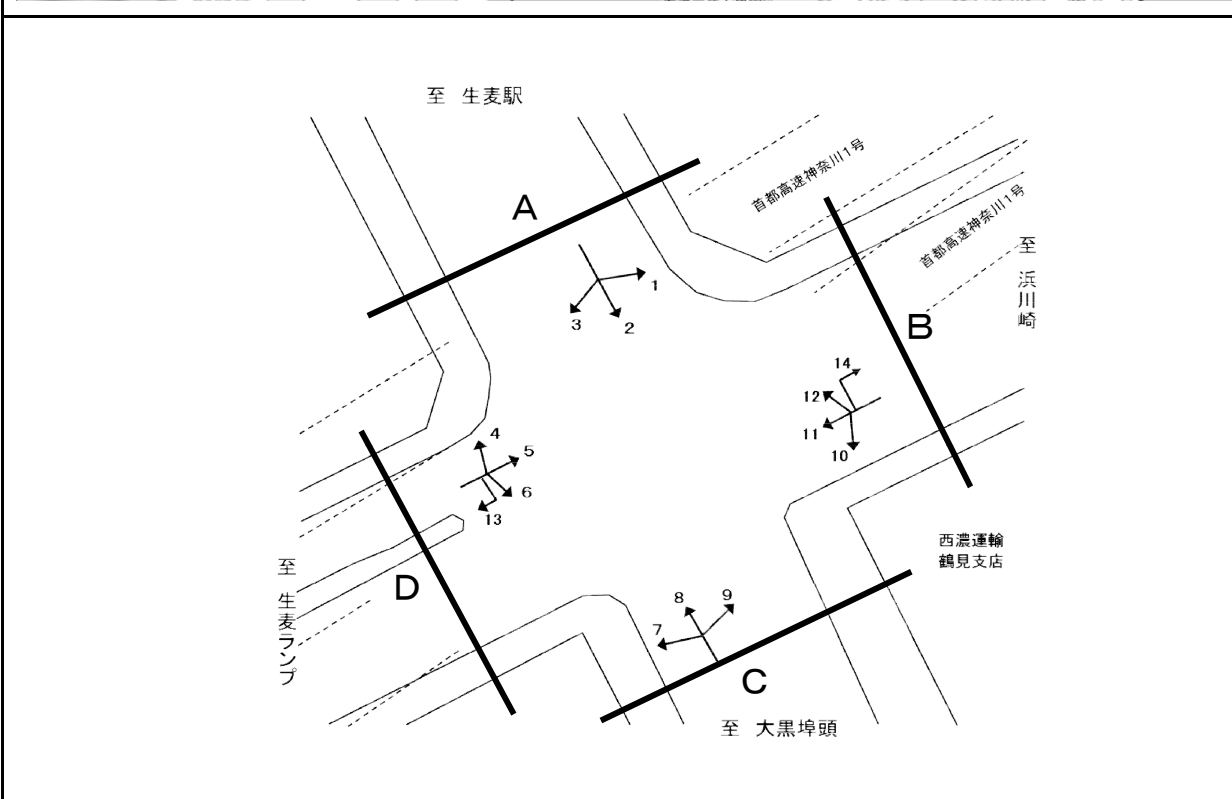 至 生麦駅
首都高速神奈川1号
首都高速神奈川1号
A
至 浜川崎
1
3
2
B
14
12
11
10
4
5
6
13
西濃運輸
鶴見支店
至 生麦ランプ
D
8
9
7
C
至 大黒埠頭